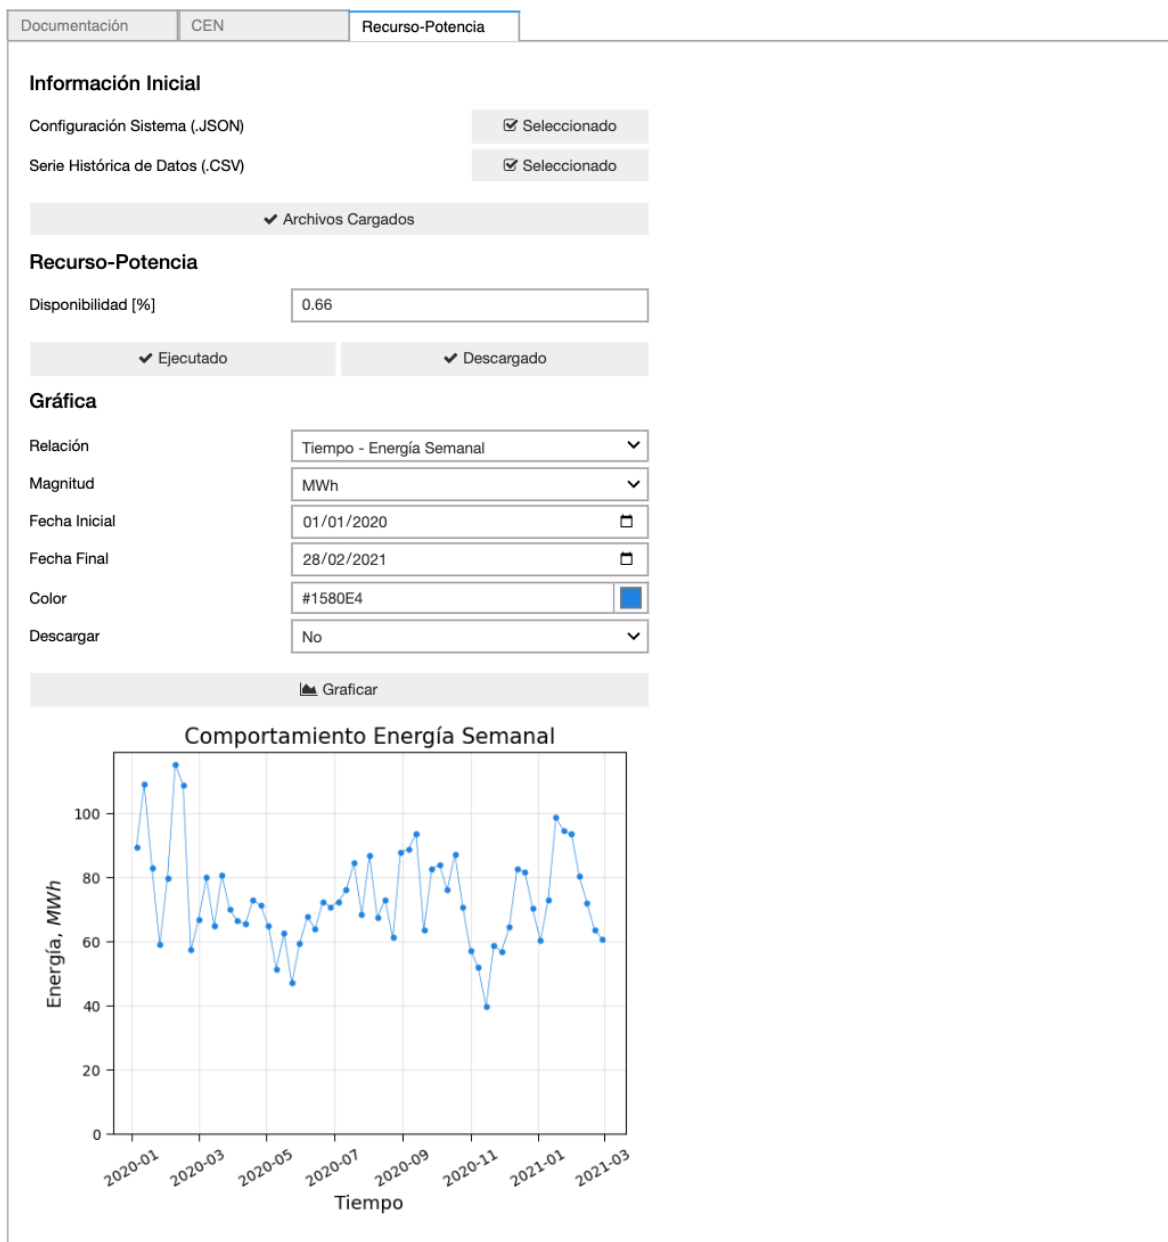 Documentación CEN Recurso-Potencia
Información Inicial
Configuración Sistema (.JSON) Seleccionado
Serie Histórica de Datos (.CSV) Seleccionado
Archivos Cargados
Recurso-Potencia
Disponibilidad [%] 0.66
Ejecutado Descargado
Gráfica
Relación Tiempo - Energía Semanal
Magnitud MWh
Fecha Inicial 01/01/2020
Fecha Final 28/02/2021
Color #1580E4
Descargar No
Graficar
Comportamiento Energía Semanal
100
80
60
40
20
0
Energía, MWh
2020-01 2020-03 2020-05 2020-07 2020-09 2020-11 2021-01 2021-03
Tiempo